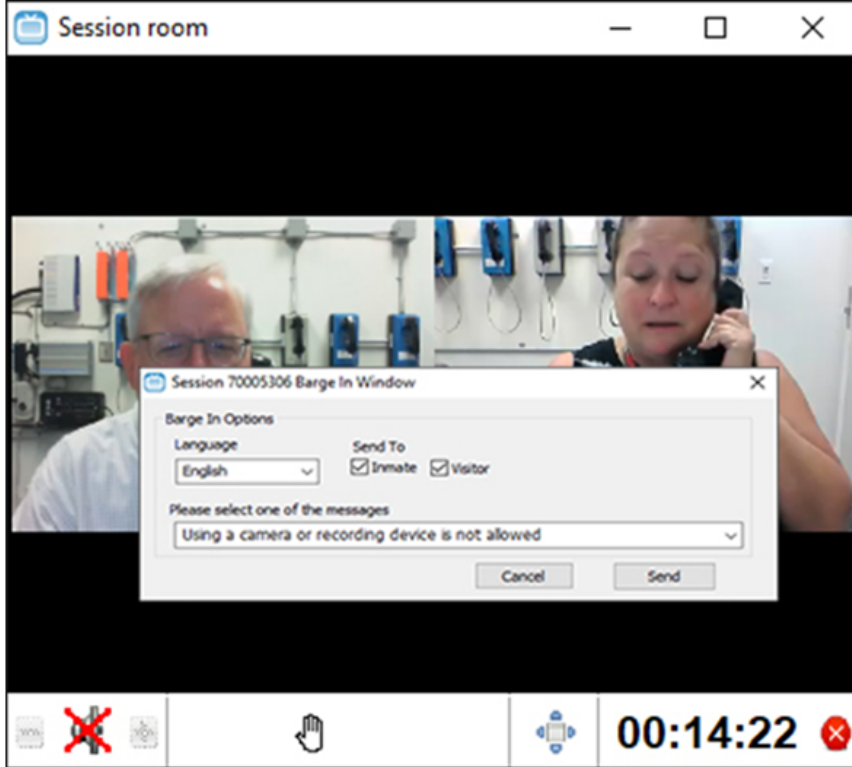 Session room
Session 70005306 Barge In Window
Barge In Options
Language
Send To
English
Inmate
Visitor
Please select one of the messages
Using a camera or recording device is not allowed
Cancel
Send
00:14:22